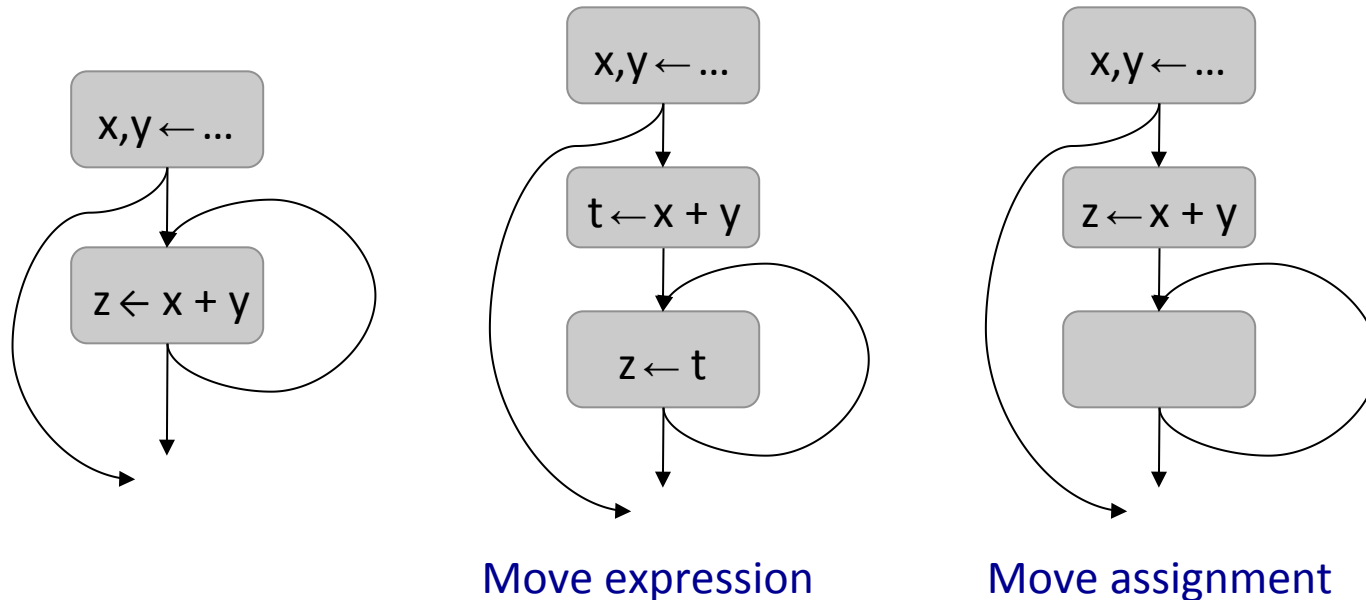 x,y ← ...
z ← x + y
x,y ← ...
t ← x + y
z ← t
Move expression
x,y ← ...
z ← x + y
Move assignment